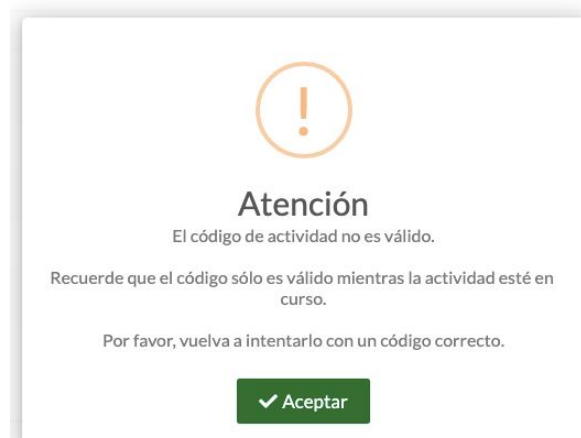 Atención
El código de actividad no es válido.
Recuerde que el código sólo es válido mientras la actividad esté en
curso.
Por favor, vuelva a intentarlo con un código correcto.
Aceptar